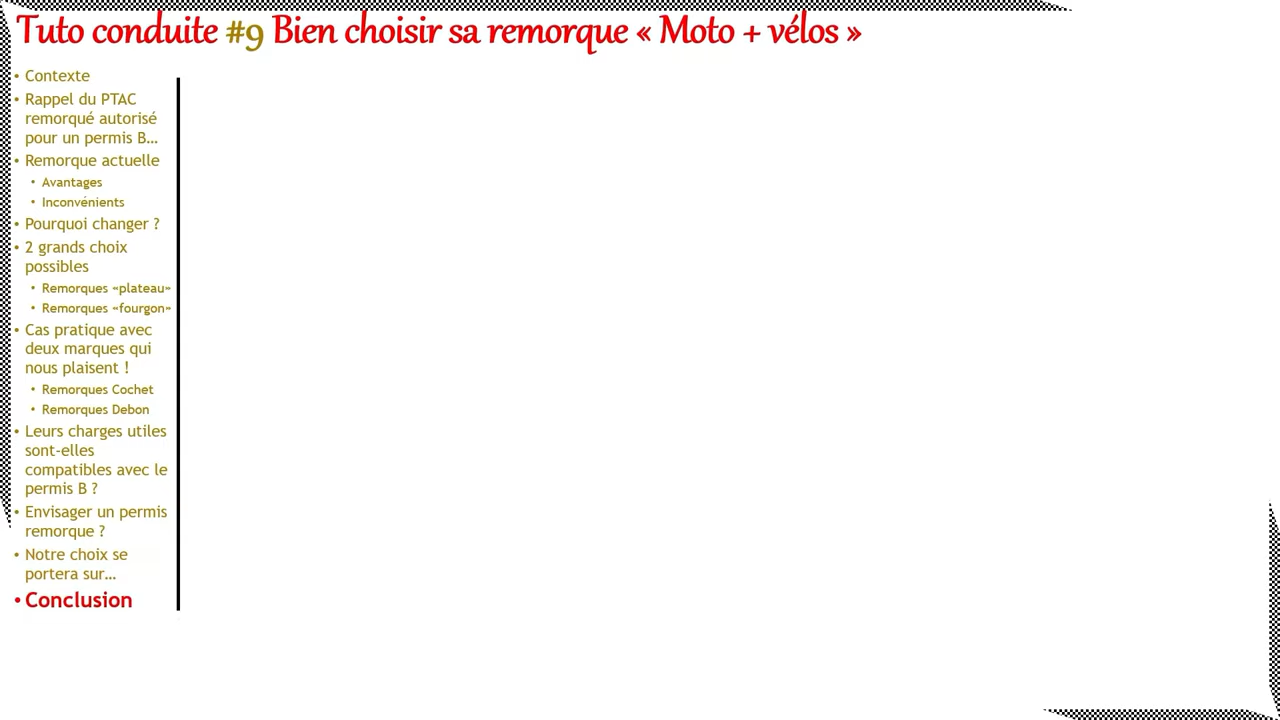 Tuto conduite #9 Bien choisir sa remorque « Moto + vélos »
• Contexte
• Rappel du PTAC
remorqué autorisé
pour un permis B…
• Remorque actuelle
• Avantages
• Inconvénients
• Pourquoi changer ?
• 2 grands choix
possibles
• Remorques «plateau»
• Remorques «fourgon»
• Cas pratique avec
deux marques qui
nous plaisent !
• Remorques Cochet
• Remorques Debon
• Leurs charges utiles
sont-elles
compatibles avec le
permis B ?
• Envisager un permis
remorque ?
• Notre choix se
portera sur…
• Conclusion